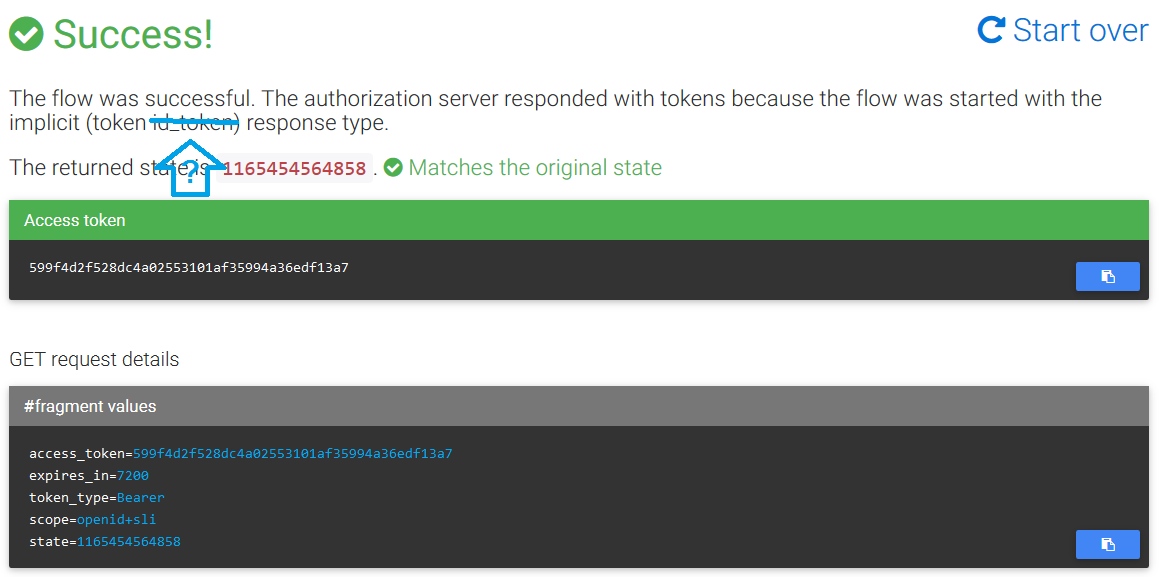 Success!
Start over
The flow was successful. The authorization server responded with tokens because the flow was started with the
implicit (token id_token) response type.
The returned state is 1165454564858. Matches the original state
?
Access token
599f4d2f528dc4a02553101af35994a36edf13a7
GET request details
#fragment values
access_token=599f4d2f528dc4a02553101af35994a36edf13a7
expires_in=7200
token_type=Bearer
scope=openid+sli
state=1165454564858